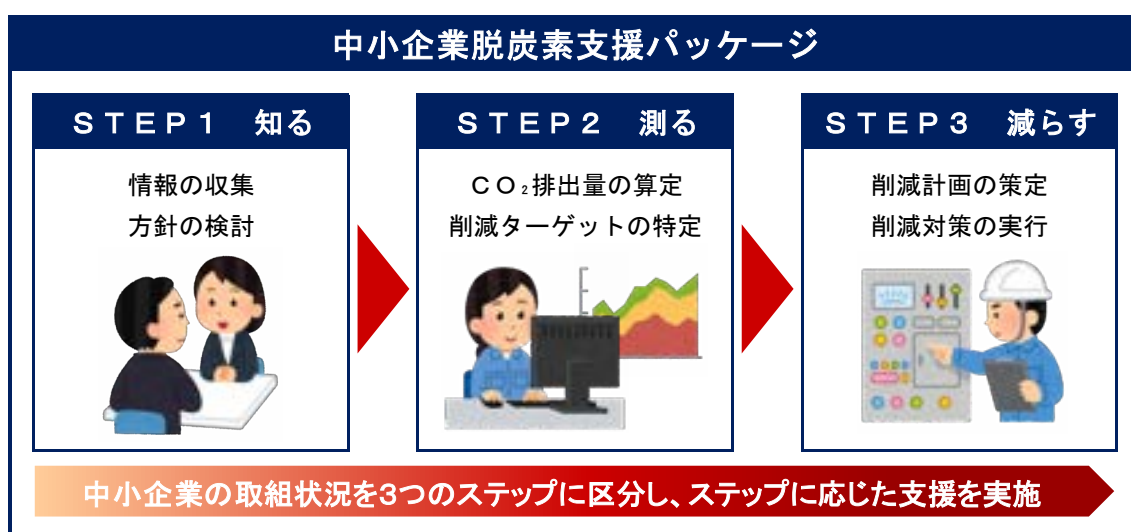 中小企業脱炭素支援パッケージ
ＳＴＥＰ１　知る
情報の収集
方針の検討
ＳＴＥＰ２　測る
ＣＯ₂排出量の算定
削減ターゲットの特定
ＳＴＥＰ３　減らす
削減計画の策定
削減対策の実行
中小企業の取組状況を３つのステップに区分し、ステップに応じた支援を実施